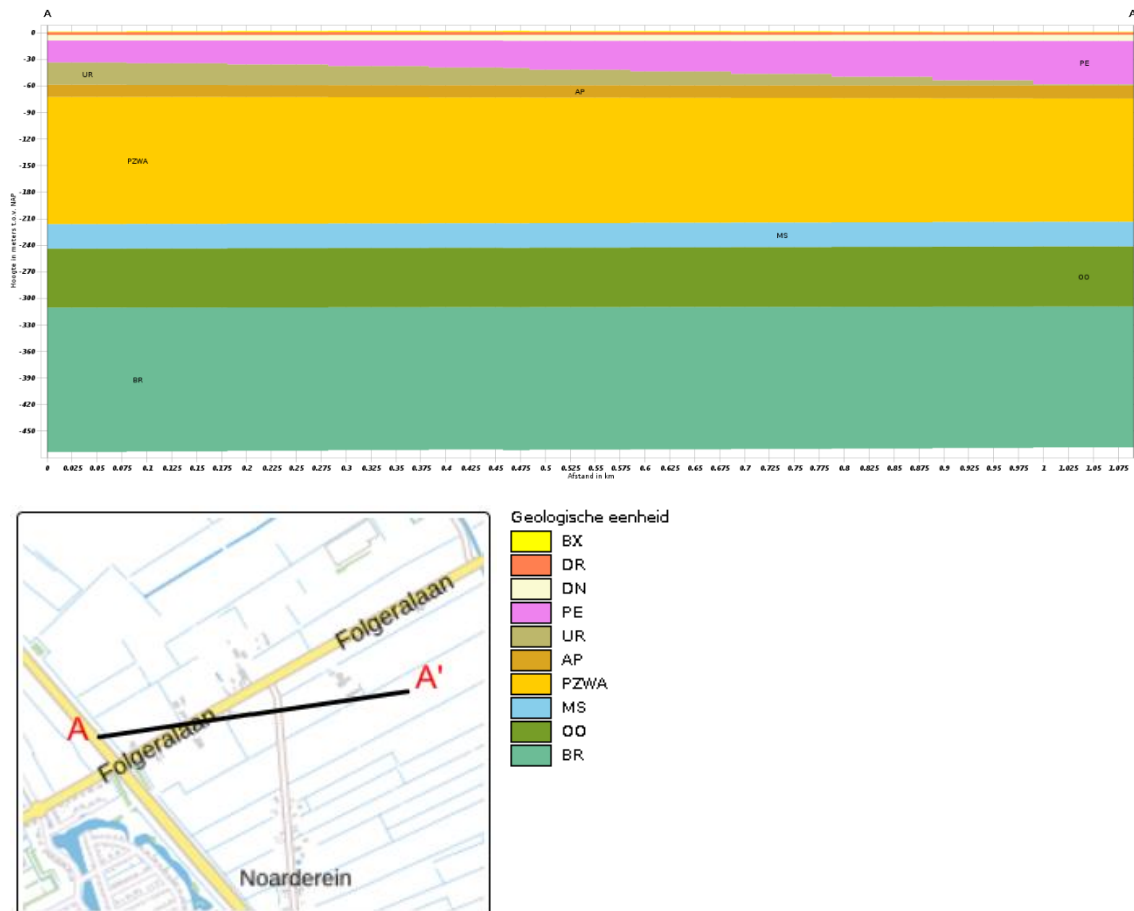 A A
0
-30
-60
-90
-120
-150
-180
-210
-240
-270
-300
-330
-360
-390
-420
-450
Hoogte in meters t.o.v. NAP
UR
PE
AP
PZWA
MS
OO
BR
0 0.025 0.05 0.075 0.1 0.125 0.15 0.175 0.2 0.225 0.25 0.275 0.3 0.325 0.35 0.375 0.4 0.425 0.45 0.475 0.5 0.525 0.55 0.575 0.6 0.625 0.65 0.675 0.7 0.725 0.75 0.775 0.8 0.825 0.85 0.875 0.9 0.925 0.95 0.975 1 1.025 1.05 1.075
Afstand in km
Folgeralaan
A'
A
Folgeralaan
Noarderein
Geologische eenheid
BX
DR
DN
PE
UR
AP
PZWA
MS
OO
BR